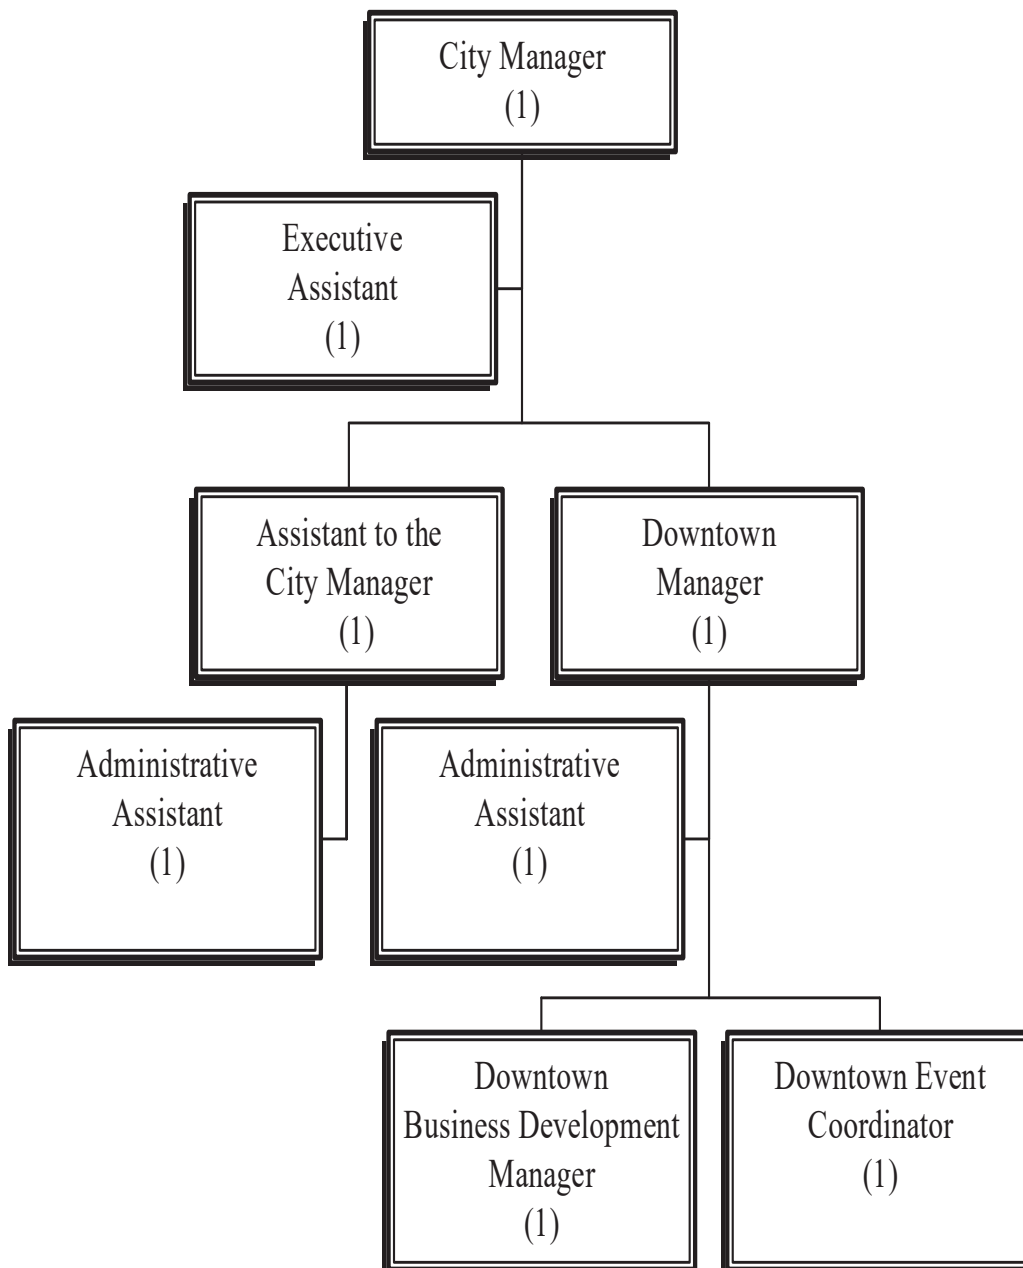 City Manager
(1)
Executive
Assistant
(1)
Assistant to the
City Manager
(1)
Downtown
Manager
(1)
Administrative
Assistant
(1)
Administrative
Assistant
(1)
Downtown
Business Development
Manager
(1)
Downtown Event
Coordinator
(1)